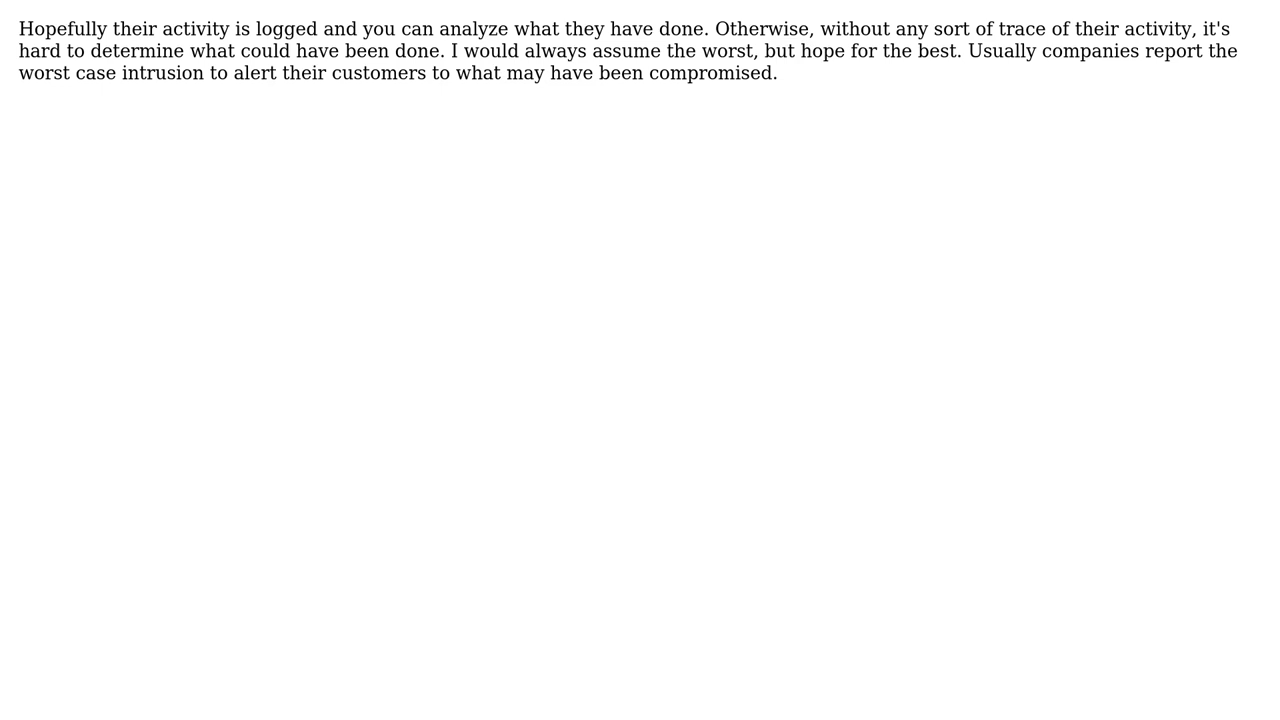 Hopefully their activity is logged and you can analyze what they have done. Otherwise, without any sort of trace of their activity, it's
hard to determine what could have been done. I would always assume the worst, but hope for the best. Usually companies report the
worst case intrusion to alert their customers to what may have been compromised.